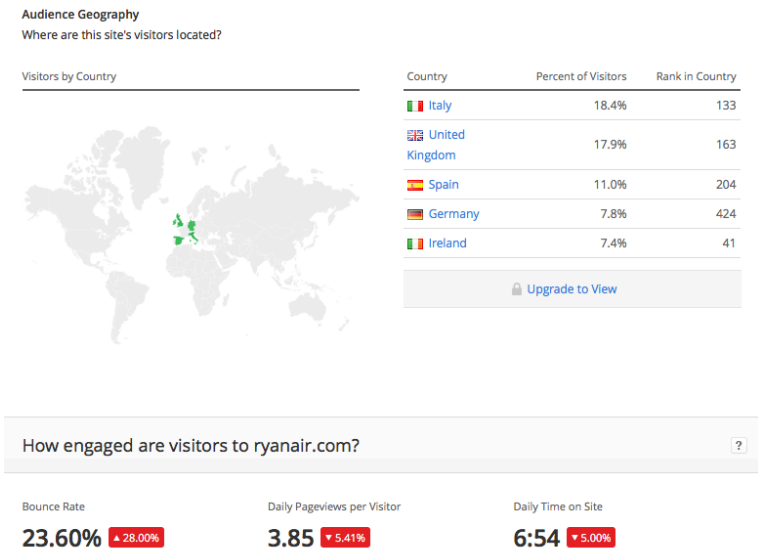 Audience Geography
Where are this site's visitors located?
Visitors by Country
Country Percent of Visitors Rank in Country
Italy 18.4% 133
United
Kingdom 17.9% 163
Spain 11.0% 204
Germany 7.8% 424
Ireland 7.4% 41
Upgrade to View
How engaged are visitors to ryanair.com?
?
Bounce Rate Daily Pageviews per Visitor Daily Time on Site
23.60% ▲28.00% 3.85 ▼5.41% 6:54 ▼5.00%